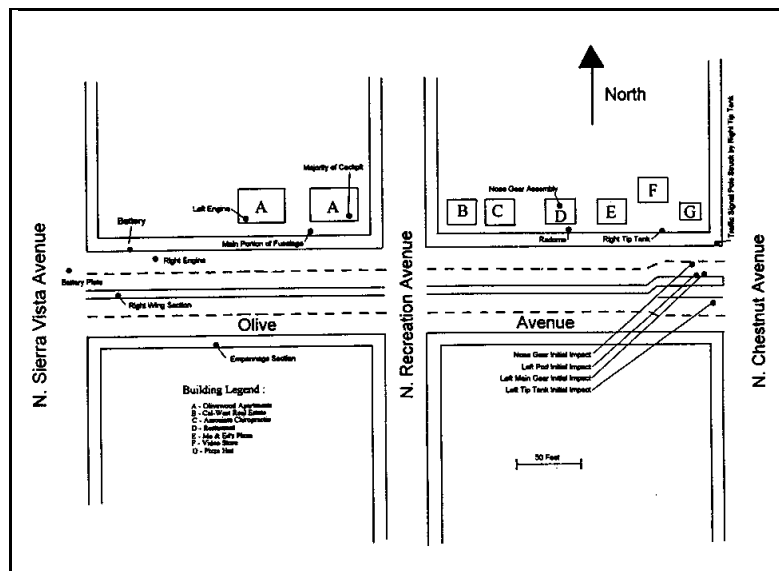 North
Traffic Signal Pole Struck by Right Tip Tank
Majority of Cockpit
Nose Gear Assembly
Left Engine
A
A
B
C
D
E
F
G
Battery
Main Portion of Fuselage
Radome
Right Tip Tank
Right Engine
Battery Plate
Right Wing Section
N. Sierra Vista Avenue
N. Recreation Avenue
N. Chestnut Avenue
Olive
Avenue
Empennage Section
Nose Gear Initial Impact
Left Pod Initial Impact
Left Main Gear Initial Impact
Left Tip Tank Initial Impact
Building Legend :
A - Olivewood Apartments
B - Cal-West Real Estate
C - Associate Chiropractic
D - Restaurant
E - Me & Ed's Pizza
F - Video Store
G - Pizza Hut
50 Feet